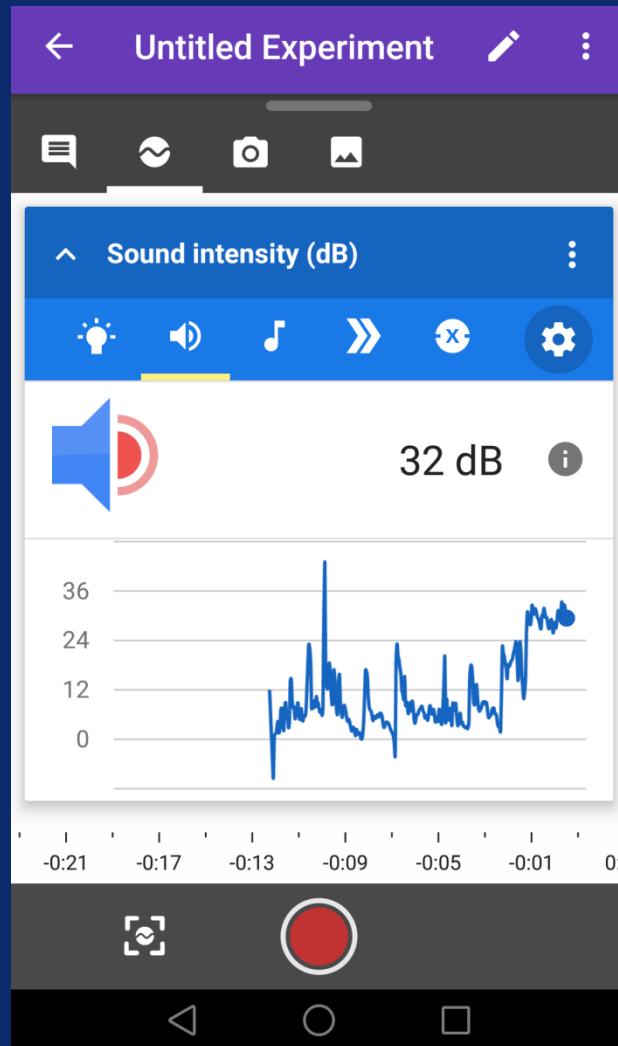 Untitled Experiment
Sound intensity (dB)
x
32 dB
i
36
24
12
0
-0:21 -0:17 -0:13 -0:09 -0:05 -0:01